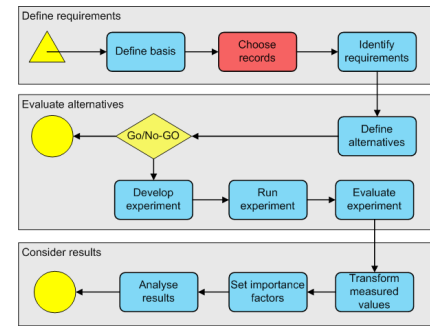 Define requirements
Define basis
Choose
records
Identify
requirements
Evaluate alternatives
Go/No-GO
Define
alternatives
Develop
experiment
Run
experiment
Evaluate
experiment
Consider results
Analyse
results
Set importance
factors
Transform
measured
values